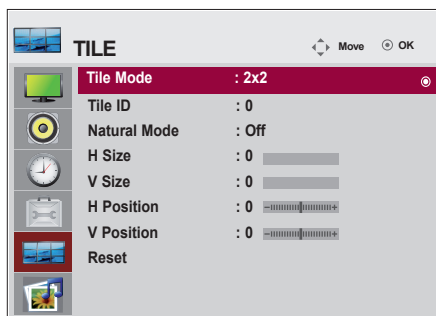 TILE Move OK
Tile Mode : 2x2
Tile ID : 0
Natural Mode : Off
H Size : 0
V Size : 0
H Position : 0 - +
V Position : 0 - +
Reset